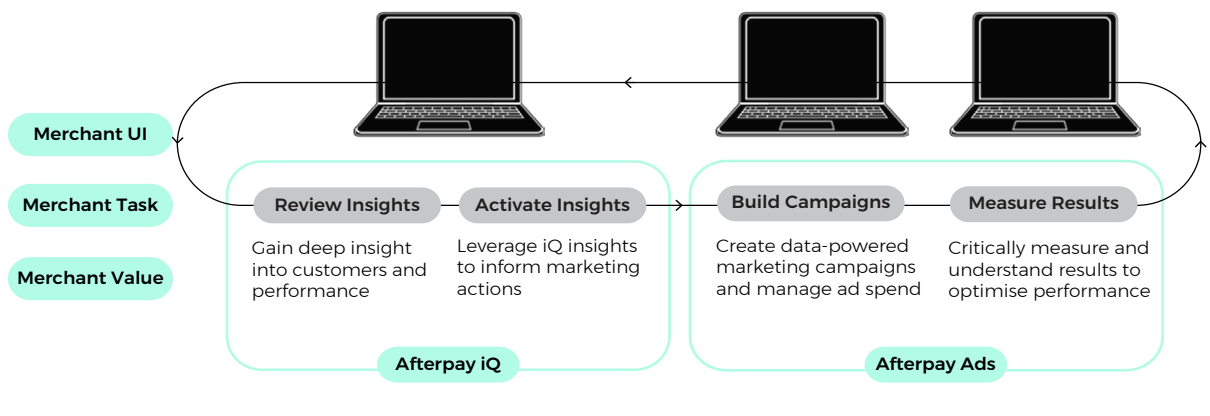 Merchant UI
Merchant Task
Review Insights
Activate Insights
Build Campaigns
Measure Results
Merchant Value
Gain deep insight
into customers and
performance
Leverage iQ insights
to inform marketing
actions
Create data-powered
marketing campaigns
and manage ad spend
Critically measure and
understand results to
optimise performance
Afterpay iQ
Afterpay Ads